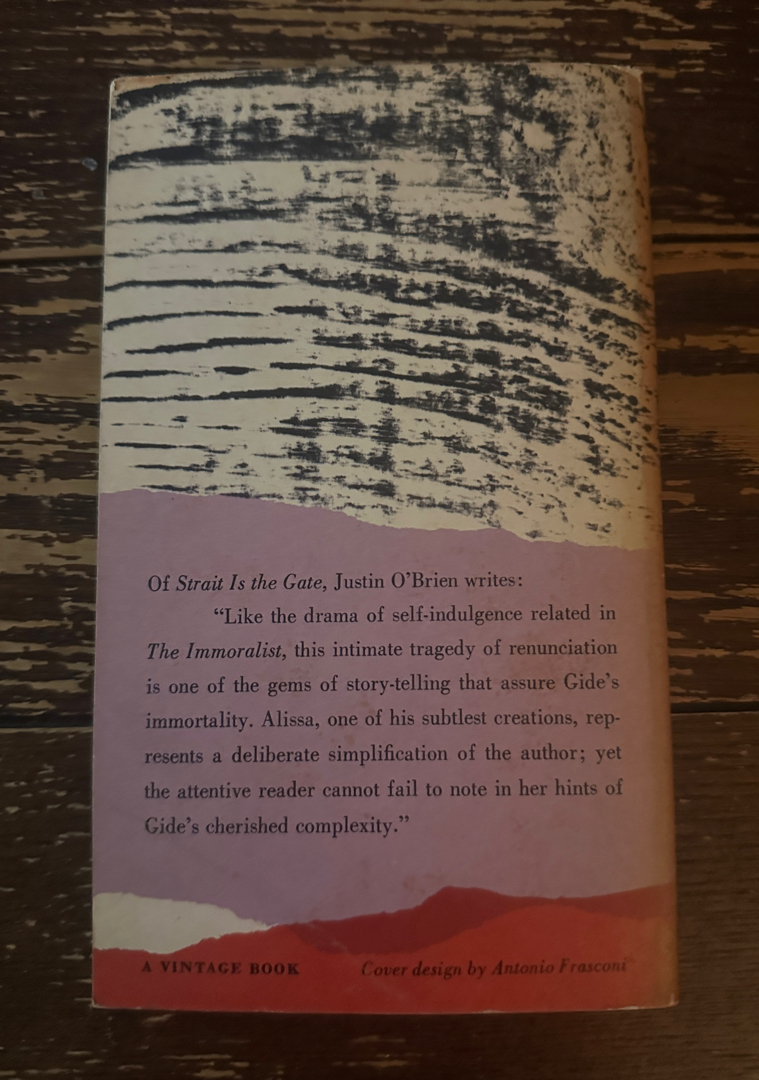 Of Strait Is the Gate, Justin O’Brien writes:
“Like the drama of self-indulgence related in
The Immoralist, this intimate tragedy of renunciation
is one of the gems of story-telling that assure Gide’s
immortality. Alissa, one of his subtlest creations, rep-
resents a deliberate simplification of the author; yet
the attentive reader cannot fail to note in her hints of
Gide’s cherished complexity.”
A VINTAGE BOOK Cover design by Antonio Frasconi